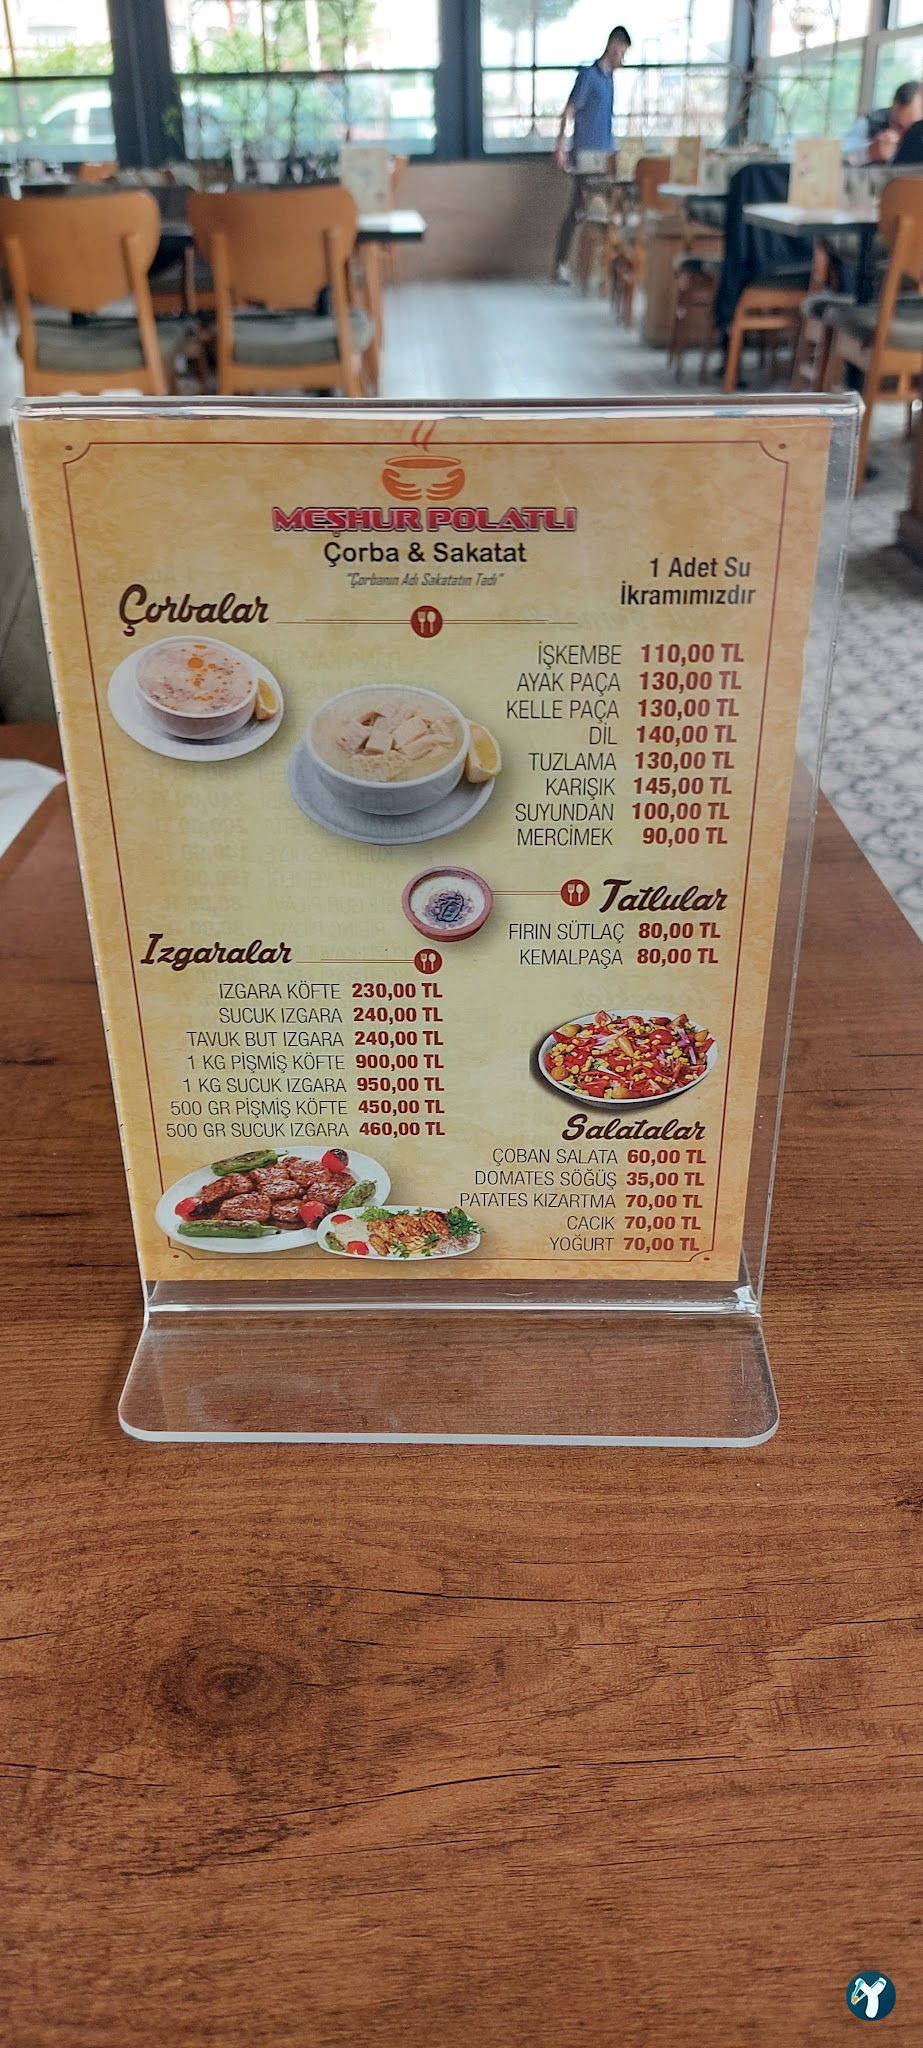 MEŞHUR POLATLI
Çorba & Sakatat
"Çorbanın Adı Sakatatın Tadı"
1 Adet Su
İkramımızdır
Çorbalar
İŞKEMBE 110,00 TL
AYAK PAÇA 130,00 TL
KELLE PAÇA 130,00 TL
DİL 140,00 TL
TUZLAMA 130,00 TL
KARIŞIK 145,00 TL
SUYUNDAN 100,00 TL
MERCİMEK 90,00 TL
Tatlular
FIRIN SÜTLAÇ 80,00 TL
KEMALPAŞA 80,00 TL
Izgaralar
IZGARA KÖFTE 230,00 TL
SUCUK IZGARA 240,00 TL
TAVUK BUT IZGARA 240,00 TL
1 KG PİŞMİŞ KÖFTE 900,00 TL
1 KG SUCUK IZGARA 950,00 TL
500 GR PİŞMİŞ KÖFTE 450,00 TL
500 GR SUCUK IZGARA 460,00 TL
Salatalar
ÇOBAN SALATA 60,00 TL
DOMATES SÖĞÜŞ 35,00 TL
PATATES KIZARTMA 70,00 TL
CACIK 70,00 TL
YOĞURT 70,00 TL